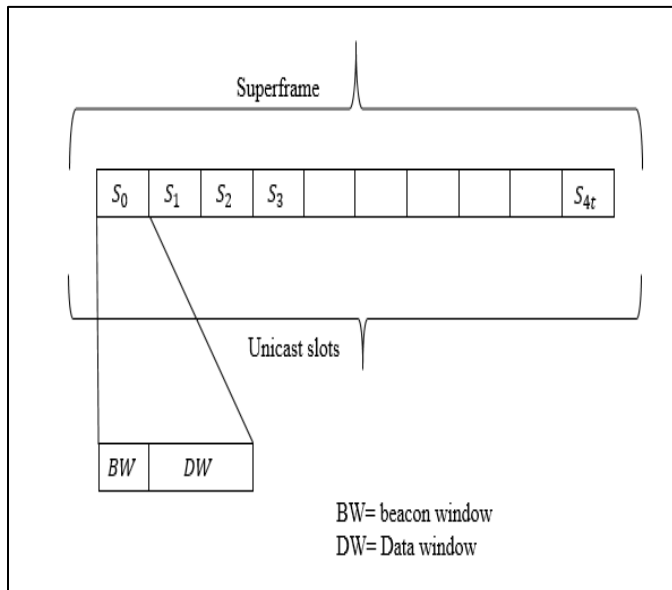 Superframe
S₀ S₁ S₂ S₃ S₄ₜ
Unicast slots
BW DW
BW= beacon window
DW= Data window